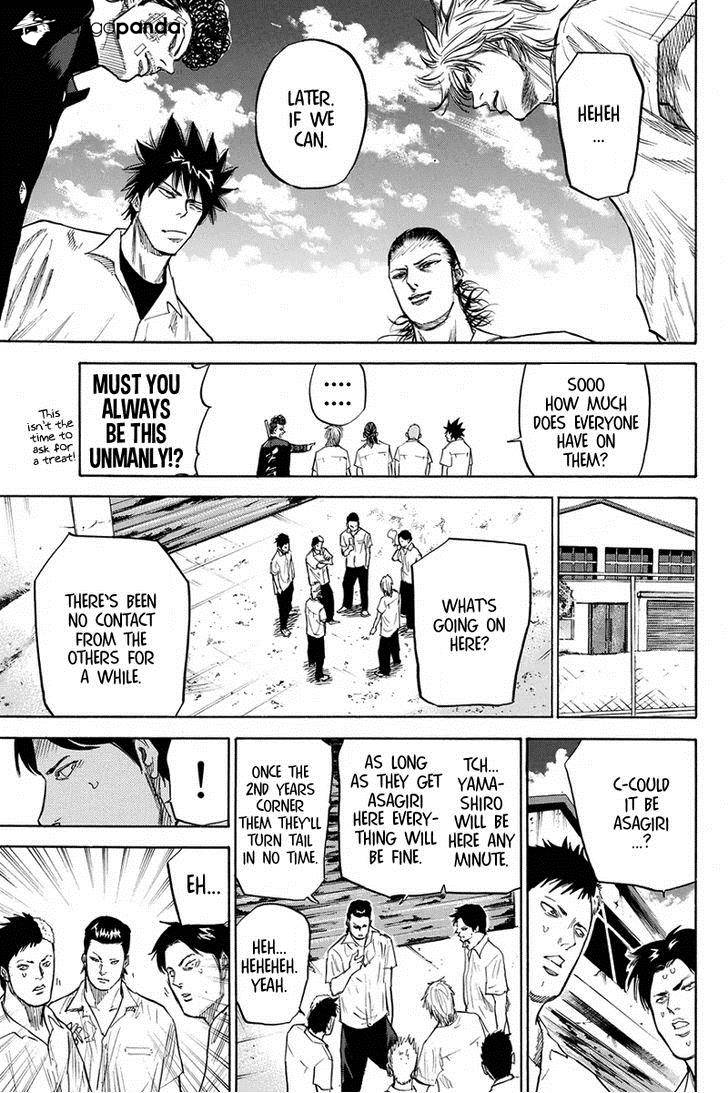 mangapanda
HEHEH
...
LATER.
IF WE
CAN.
SOOO
HOW MUCH
DOES EVERYONE
HAVE ON
THEM?
....
....
MUST YOU
ALWAYS
BE THIS
UNMANLY!?
This
isn't the
time to
ask for
a treat!
WHAT'S
GOING ON
HERE?
THERE'S BEEN
NO CONTACT
FROM THE
OTHERS FOR
A WHILE.
C-COULD
IT BE
ASAGIRI
...?
TCH...
YAMA-
SHIRO
WILL BE
HERE ANY
MINUTE.
AS LONG
AS THEY GET
ASAGIRI
HERE EVERY-
THING WILL
BE FINE.
ONCE THE
2ND YEARS
CORNER
THEM THEY'LL
TURN TAIL
IN NO TIME.
HEH...
HEHEHEH.
YEAH.
!
EH...